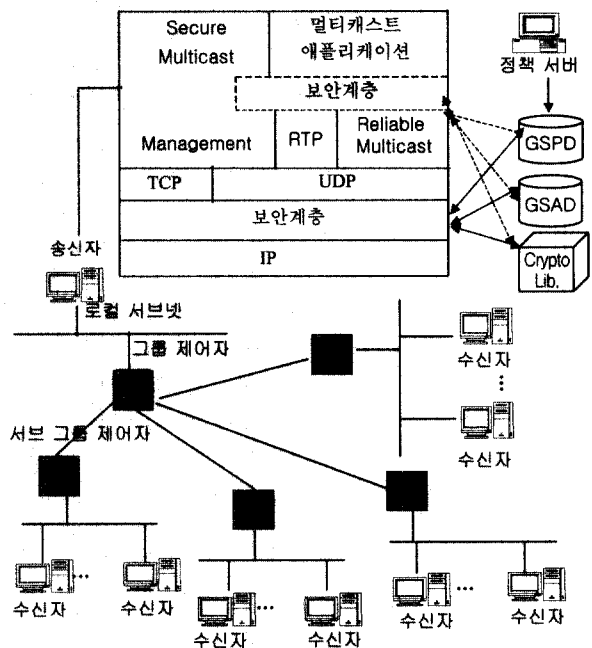 Secure
Multicast
멀티캐스트
애플리케이션
보안계층
Management
RTP
Reliable
Multicast
TCP
UDP
보안계층
IP
정책 서버
GSPD
GSAD
Crypto
Lib.
송신자
로컬 서브넷
그룹 제어자
서브 그룹 제어자
수신자
⋮
수신자
수신자
...
수신자
수신자
...
수신자
수신자
...
수신자